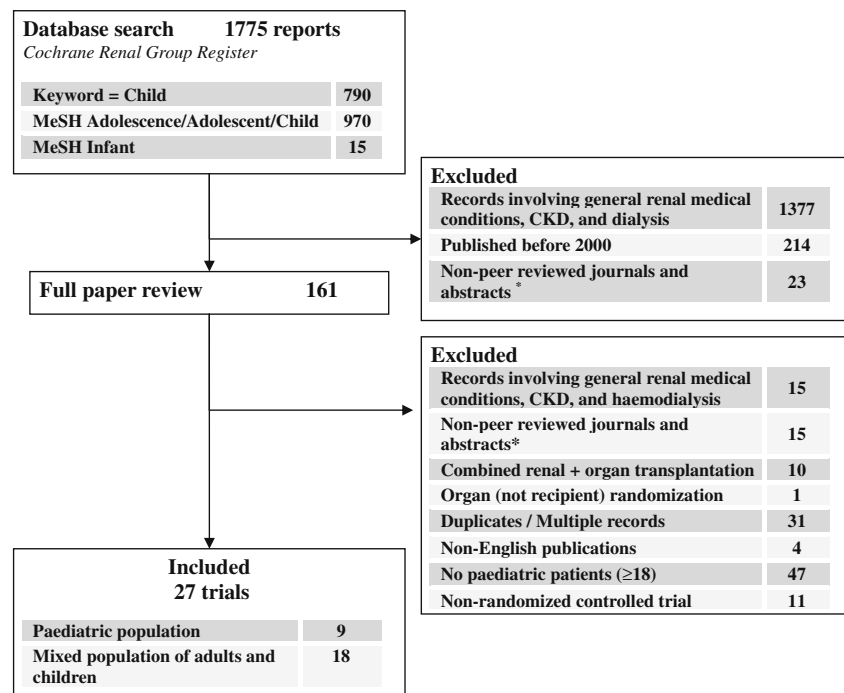 Database search 1775 reports
Cochrane Renal Group Register
Keyword = Child 790
MeSH Adolescence/Adolescent/Child 970
MeSH Infant 15
Excluded
Records involving general renal medical
conditions, CKD, and dialysis 1377
Published before 2000 214
Non-peer reviewed journals and
abstracts * 23
Full paper review 161
Excluded
Records involving general renal medical
conditions, CKD, and haemodialysis 15
Non-peer reviewed journals and
abstracts* 15
Combined renal + organ transplantation 10
Organ (not recipient) randomization 1
Duplicates / Multiple records 31
Non-English publications 4
No paediatric patients (≥18) 47
Non-randomized controlled trial 11
Included
27 trials
Paediatric population 9
Mixed population of adults and 18
children